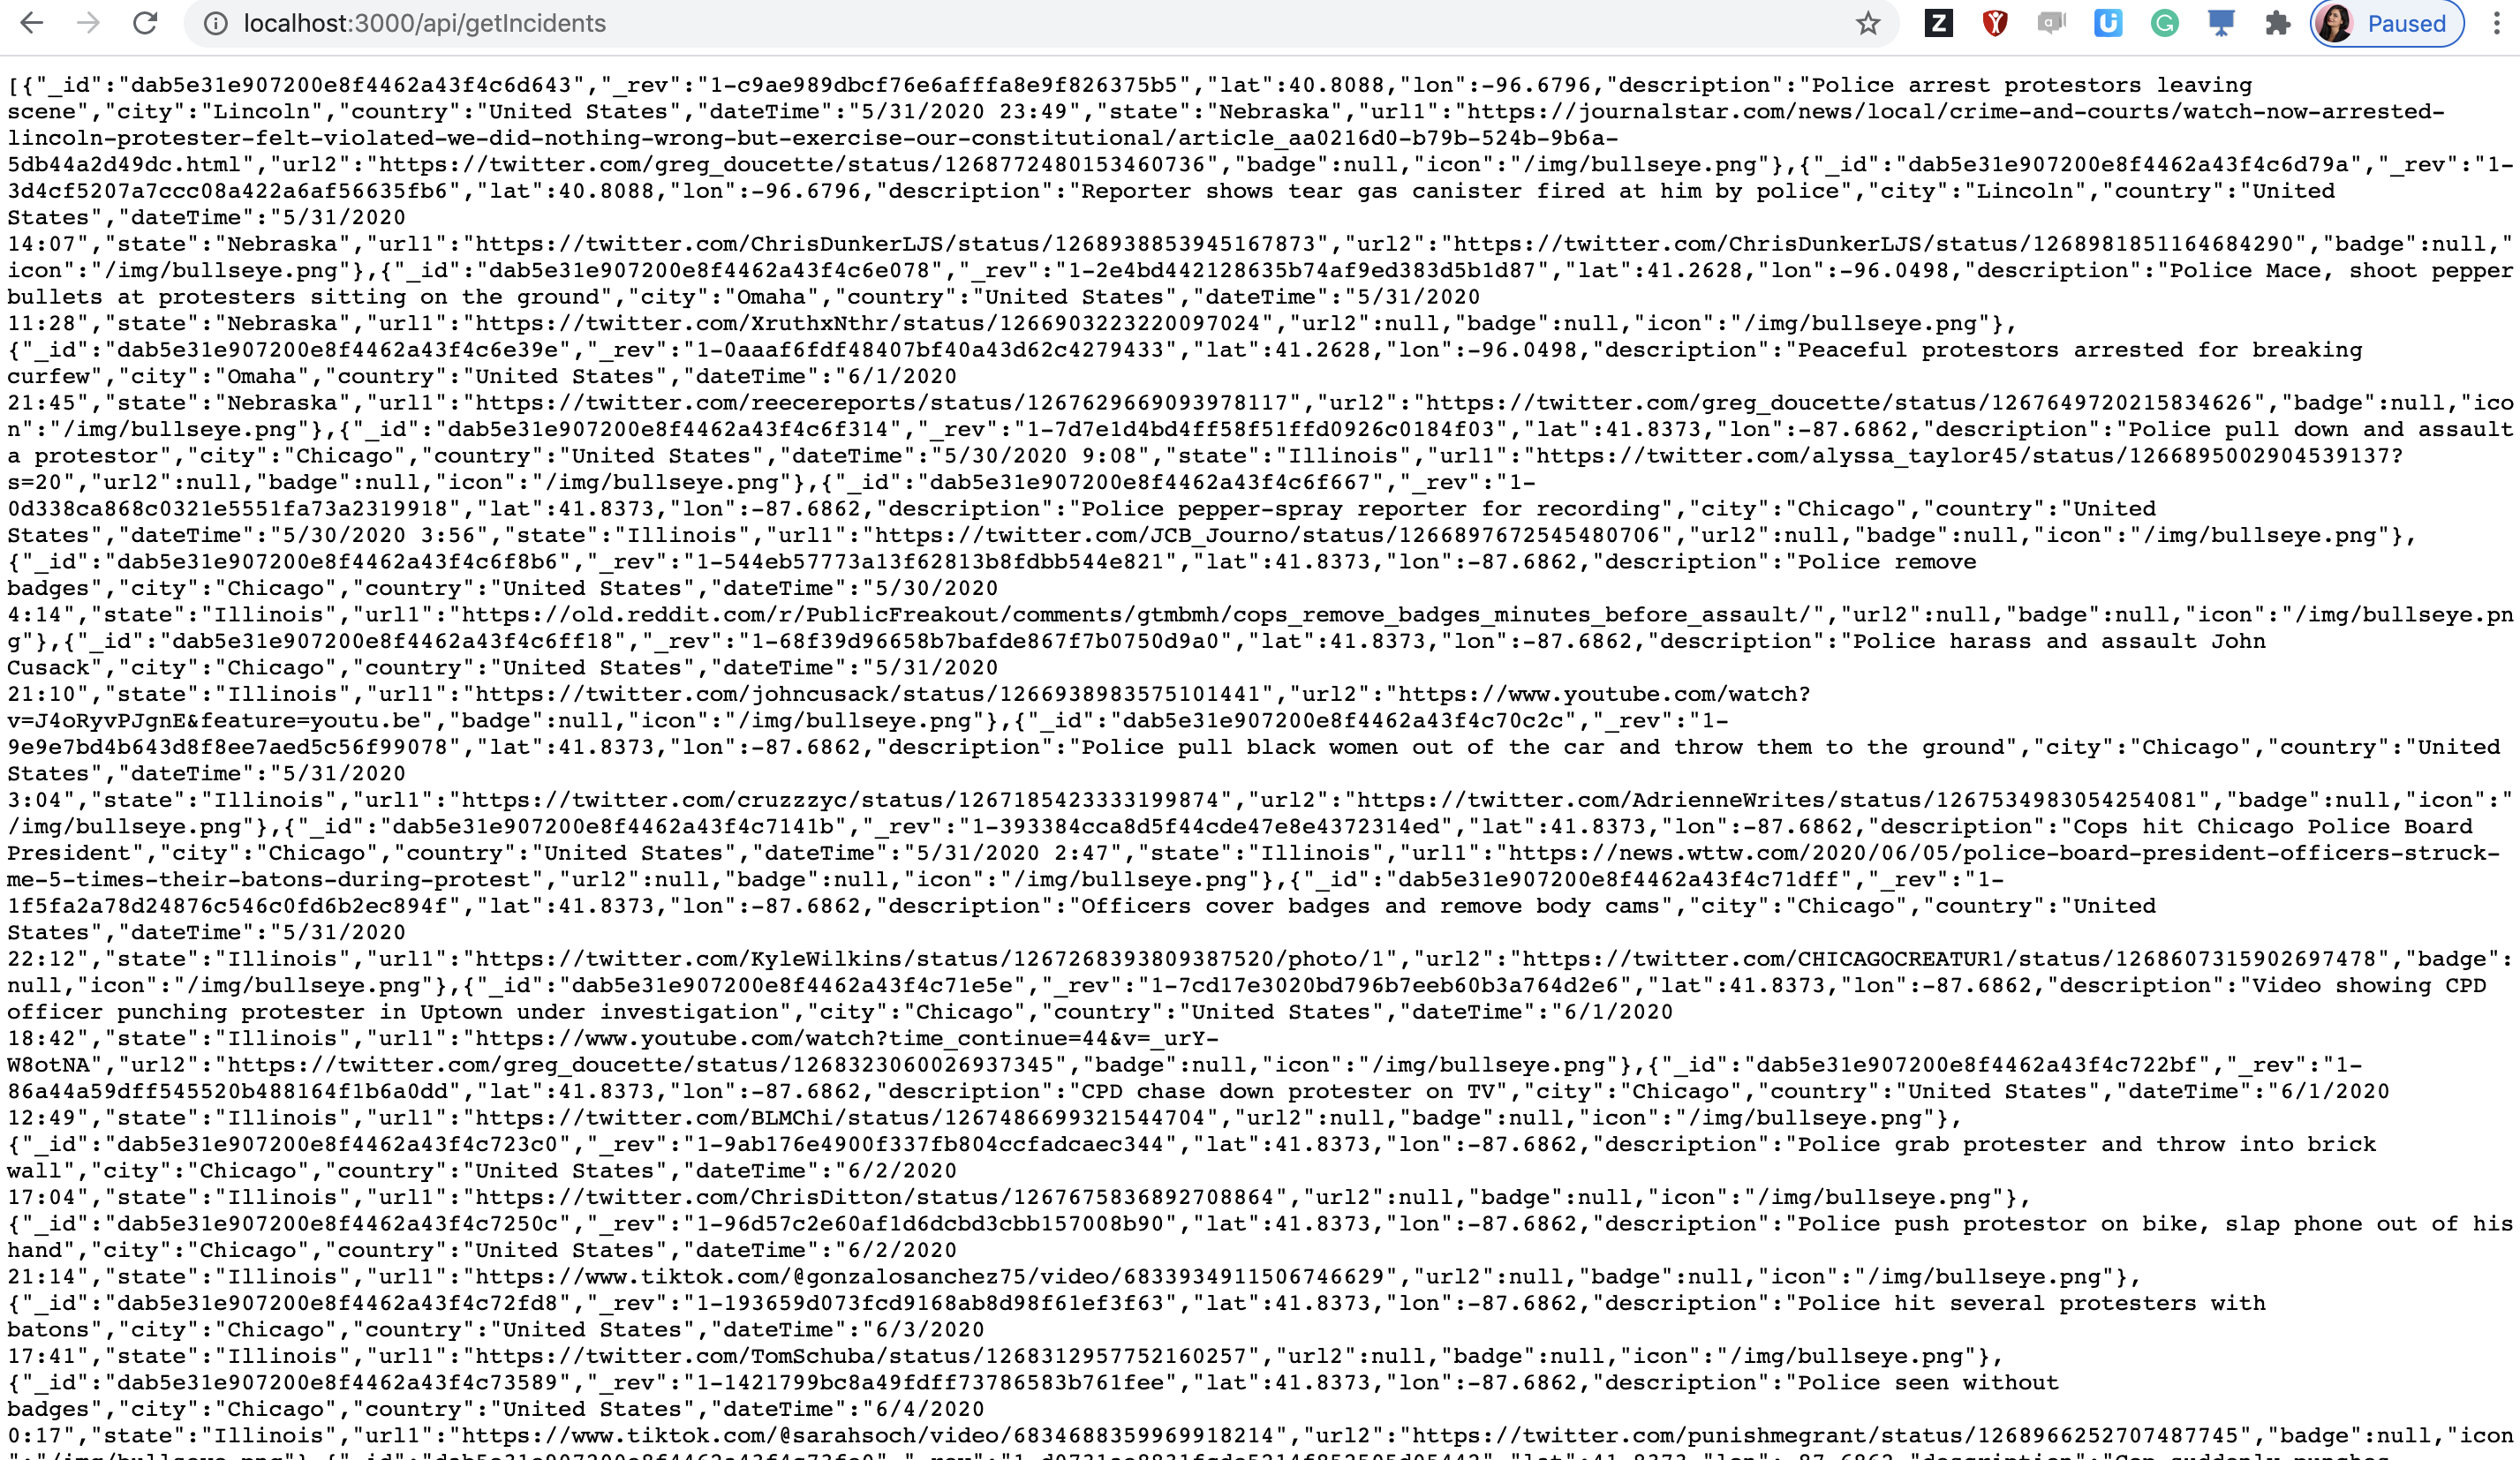 localhost:3000/api/getIncidents
Z
a
G
Paused
[{"_id":"dab5e31e907200e8f4462a43f4c6d643","_rev":"1-c9ae989dbcf76e6afffa8e9f826375b5","lat":40.8088,"lon":-96.6796,"description":"Police arrest protestors leaving
scene","city":"Lincoln","country":"United States","dateTime":"5/31/2020 23:49","state":"Nebraska","url1":"https://journalstar.com/news/local/crime-and-courts/watch-now-arrested-
lincoln-protester-felt-violated-we-did-nothing-wrong-but-exercise-our-constitutional/article_aa0216d0-b79b-524b-9b6a-
5db44a2d49dc.html","url2":"https://twitter.com/greg_doucette/status/1268772480153460736","badge":null,"icon":"/img/bullseye.png"},{"_id":"dab5e31e907200e8f4462a43f4c6d79a","_rev":"1-
3d4cf5207a7ccc08a422a6af56635fb6","lat":40.8088,"lon":-96.6796,"description":"Reporter shows tear gas canister fired at him by police","city":"Lincoln","country":"United
States","dateTime":"5/31/2020
14:07","state":"Nebraska","url1":"https://twitter.com/ChrisDunkerLJS/status/1268938853945167873","url2":"https://twitter.com/ChrisDunkerLJS/status/1268981851164684290","badge":null,"
icon":"/img/bullseye.png"},{"_id":"dab5e31e907200e8f4462a43f4c6e078","_rev":"1-2e4bd442128635b74af9ed383d5b1d87","lat":41.2628,"lon":-96.0498,"description":"Police Mace, shoot pepper
bullets at protesters sitting on the ground","city":"Omaha","country":"United States","dateTime":"5/31/2020
11:28","state":"Nebraska","url1":"https://twitter.com/XruthxNthr/status/1266903223220097024","url2":null,"badge":null,"icon":"/img/bullseye.png"},
{"_id":"dab5e31e907200e8f4462a43f4c6e39e","_rev":"1-0aaaf6fdf48407bf40a43d62c4279433","lat":41.2628,"lon":-96.0498,"description":"Peaceful protestors arrested for breaking
curfew","city":"Omaha","country":"United States","dateTime":"6/1/2020
21:45","state":"Nebraska","url1":"https://twitter.com/reecereports/status/1267629669093978117","url2":"https://twitter.com/greg_doucette/status/1267649720215834626","badge":null,"ico
n":"/img/bullseye.png"},{"_id":"dab5e31e907200e8f4462a43f4c6f314","_rev":"1-7d7e1d4bd4ff58f51ffd0926c0184f03","lat":41.8373,"lon":-87.6862,"description":"Police pull down and assault
a protestor","city":"Chicago","country":"United States","dateTime":"5/30/2020 9:08","state":"Illinois","url1":"https://twitter.com/alyssa_taylor45/status/1266895002904539137?
s=20","url2":null,"badge":null,"icon":"/img/bullseye.png"},{"_id":"dab5e31e907200e8f4462a43f4c6f667","_rev":"1-
0d338ca868c0321e5551fa73a2319918","lat":41.8373,"lon":-87.6862,"description":"Police pepper-spray reporter for recording","city":"Chicago","country":"United
States","dateTime":"5/30/2020 3:56","state":"Illinois","url1":"https://twitter.com/JCB_Journo/status/1266897672545480706","url2":null,"badge":null,"icon":"/img/bullseye.png"},
{"_id":"dab5e31e907200e8f4462a43f4c6f8b6","_rev":"1-544eb57773a13f62813b8fdbb544e821","lat":41.8373,"lon":-87.6862,"description":"Police remove
badges","city":"Chicago","country":"United States","dateTime":"5/30/2020
4:14","state":"Illinois","url1":"https://old.reddit.com/r/PublicFreakout/comments/gtmbmh/cops_remove_badges_minutes_before_assault/","url2":null,"badge":null,"icon":"/img/bullseye.pn
g"},{"_id":"dab5e31e907200e8f4462a43f4c6ff18","_rev":"1-68f39d96658b7bafde867f7b0750d9a0","lat":41.8373,"lon":-87.6862,"description":"Police harass and assault John
Cusack","city":"Chicago","country":"United States","dateTime":"5/31/2020
21:10","state":"Illinois","url1":"https://twitter.com/johncusack/status/1266938983575101441","url2":"https://www.youtube.com/watch?
v=J4oRyvPJgnE&feature=youtu.be","badge":null,"icon":"/img/bullseye.png"},{"_id":"dab5e31e907200e8f4462a43f4c70c2c","_rev":"1-
9e9e7bd4b643d8f8ee7aed5c56f99078","lat":41.8373,"lon":-87.6862,"description":"Police pull black women out of the car and throw them to the ground","city":"Chicago","country":"United
States","dateTime":"5/31/2020
3:04","state":"Illinois","url1":"https://twitter.com/cruzzzyc/status/1267185423333199874","url2":"https://twitter.com/AdrienneWrites/status/1267534983054254081","badge":null,"icon":"
/img/bullseye.png"},{"_id":"dab5e31e907200e8f4462a43f4c7141b","_rev":"1-393384cca8d5f44cde47e8e4372314ed","lat":41.8373,"lon":-87.6862,"description":"Cops hit Chicago Police Board
President","city":"Chicago","country":"United States","dateTime":"5/31/2020 2:47","state":"Illinois","url1":"https://news.wttw.com/2020/06/05/police-board-president-officers-struck-
me-5-times-their-batons-during-protest","url2":null,"badge":null,"icon":"/img/bullseye.png"},{"_id":"dab5e31e907200e8f4462a43f4c71dff","_rev":"1-
1f5fa2a78d24876c546c0fd6b2ec894f","lat":41.8373,"lon":-87.6862,"description":"Officers cover badges and remove body cams","city":"Chicago","country":"United
States","dateTime":"5/31/2020
22:12","state":"Illinois","url1":"https://twitter.com/KyleWilkins/status/1267268393809387520/photo/1","url2":"https://twitter.com/CHICAGOCREATUR1/status/1268607315902697478","badge":
null,"icon":"/img/bullseye.png"},{"_id":"dab5e31e907200e8f4462a43f4c71e5e","_rev":"1-7cd17e3020bd796b7eeb60b3a764d2e6","lat":41.8373,"lon":-87.6862,"description":"Video showing CPD
officer punching protester in Uptown under investigation","city":"Chicago","country":"United States","dateTime":"6/1/2020
18:42","state":"Illinois","url1":"https://www.youtube.com/watch?time_continue=44&v=_urY-
W8otNA","url2":"https://twitter.com/greg_doucette/status/1268323060026937345","badge":null,"icon":"/img/bullseye.png"},{"_id":"dab5e31e907200e8f4462a43f4c722bf","_rev":"1-
86a44a59dff545520b488164f1b6a0dd","lat":41.8373,"lon":-87.6862,"description":"CPD chase down protester on TV","city":"Chicago","country":"United States","dateTime":"6/1/2020
12:49","state":"Illinois","url1":"https://twitter.com/BLMChi/status/1267486699321544704","url2":null,"badge":null,"icon":"/img/bullseye.png"},
{"_id":"dab5e31e907200e8f4462a43f4c723c0","_rev":"1-9ab176e4900f337fb804ccfadcaec344","lat":41.8373,"lon":-87.6862,"description":"Police grab protester and throw into brick
wall","city":"Chicago","country":"United States","dateTime":"6/2/2020
17:04","state":"Illinois","url1":"https://twitter.com/ChrisDitton/status/1267675836892708864","url2":null,"badge":null,"icon":"/img/bullseye.png"},
{"_id":"dab5e31e907200e8f4462a43f4c7250c","_rev":"1-96d57c2e60af1d6dcbd3cbb157008b90","lat":41.8373,"lon":-87.6862,"description":"Police push protestor on bike, slap phone out of his
hand","city":"Chicago","country":"United States","dateTime":"6/2/2020
21:14","state":"Illinois","url1":"https://www.tiktok.com/@gonzalosanchez75/video/6833934911506746629","url2":null,"badge":null,"icon":"/img/bullseye.png"},
{"_id":"dab5e31e907200e8f4462a43f4c72fd8","_rev":"1-193659d073fcd9168ab8d98f61ef3f63","lat":41.8373,"lon":-87.6862,"description":"Police hit several protesters with
batons","city":"Chicago","country":"United States","dateTime":"6/3/2020
17:41","state":"Illinois","url1":"https://twitter.com/TomSchuba/status/1268312957752160257","url2":null,"badge":null,"icon":"/img/bullseye.png"},
{"_id":"dab5e31e907200e8f4462a43f4c73589","_rev":"1-1421799bc8a49fdff73786583b761fee","lat":41.8373,"lon":-87.6862,"description":"Police seen without
badges","city":"Chicago","country":"United States","dateTime":"6/4/2020
0:17","state":"Illinois","url1":"https://www.tiktok.com/@sarahsoch/video/6834688359969918214","url2":"https://twitter.com/punishmegrant/status/1268966252707487745","badge":null,"icon